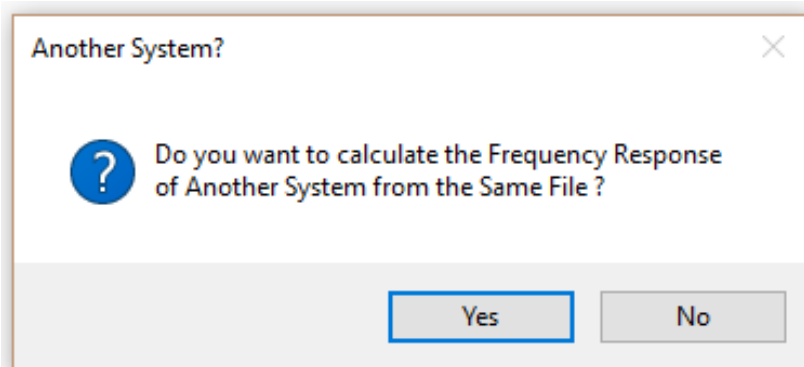 Another System?
Do you want to calculate the Frequency Response
of Another System from the Same File ?
Yes No